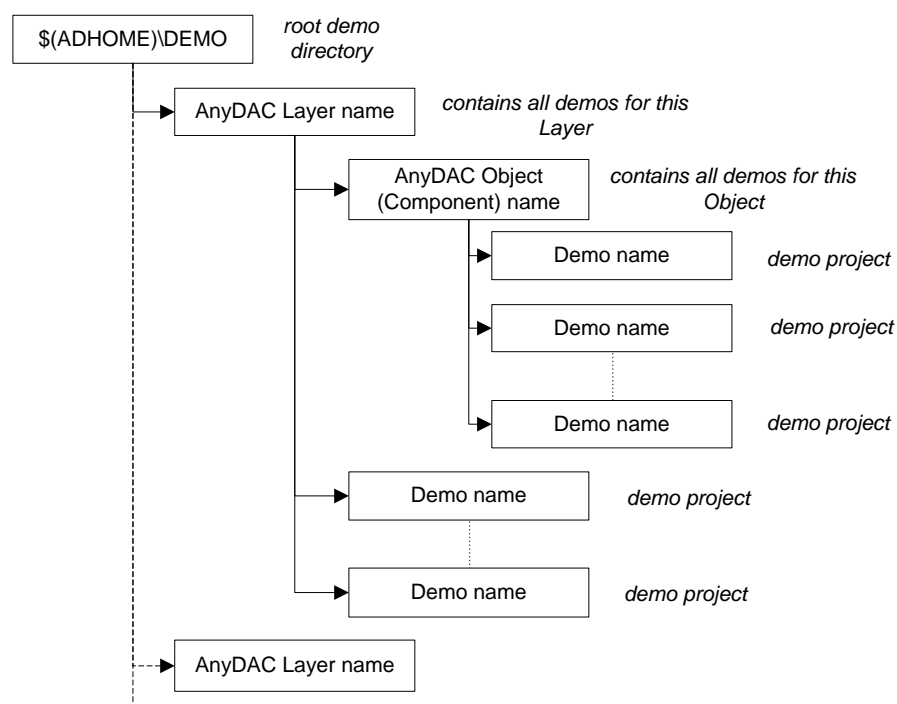 $(ADHOME)\DEMO
root demo
directory
AnyDAC Layer name
contains all demos for this
Layer
AnyDAC Object
(Component) name
contains all demos for this
Object
Demo name
demo project
Demo name
demo project
Demo name
demo project
Demo name
demo project
Demo name
demo project
AnyDAC Layer name